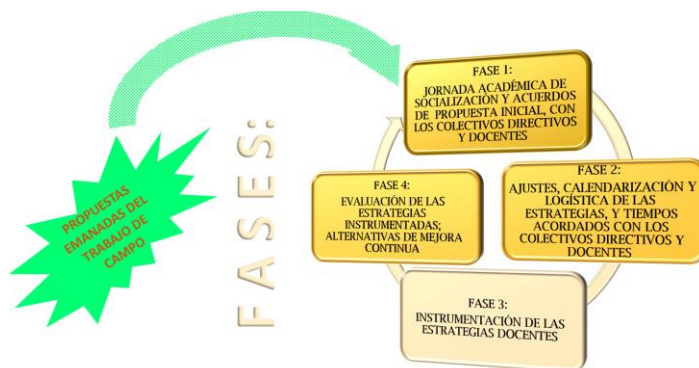 PROPUESTAS
EMANADAS DEL
TRABAJO DE
CAMPO
FASES:
FASE 1:
JORNADA ACADÉMICA DE
SOCIALIZACIÓN Y ACUERDOS
DE PROPUESTA INICIAL, CON
LOS COLECTIVOS DIRECTIVOS
Y DOCENTES
FASE 2:
AJUSTES, CALENDARIZACIÓN Y
LOGÍSTICA DE LAS
ESTRATEGIAS, Y TIEMPOS
ACORDADOS CON LOS
COLECTIVOS DIRECTIVOS Y
DOCENTES
FASE 3:
INSTRUMENTACIÓN DE LAS
ESTRATEGIAS DOCENTES
FASE 4:
EVALUACIÓN DE LAS
ESTRATEGIAS
INSTRUMENTADAS;
ALTERNATIVAS DE MEJORA
CONTINUA